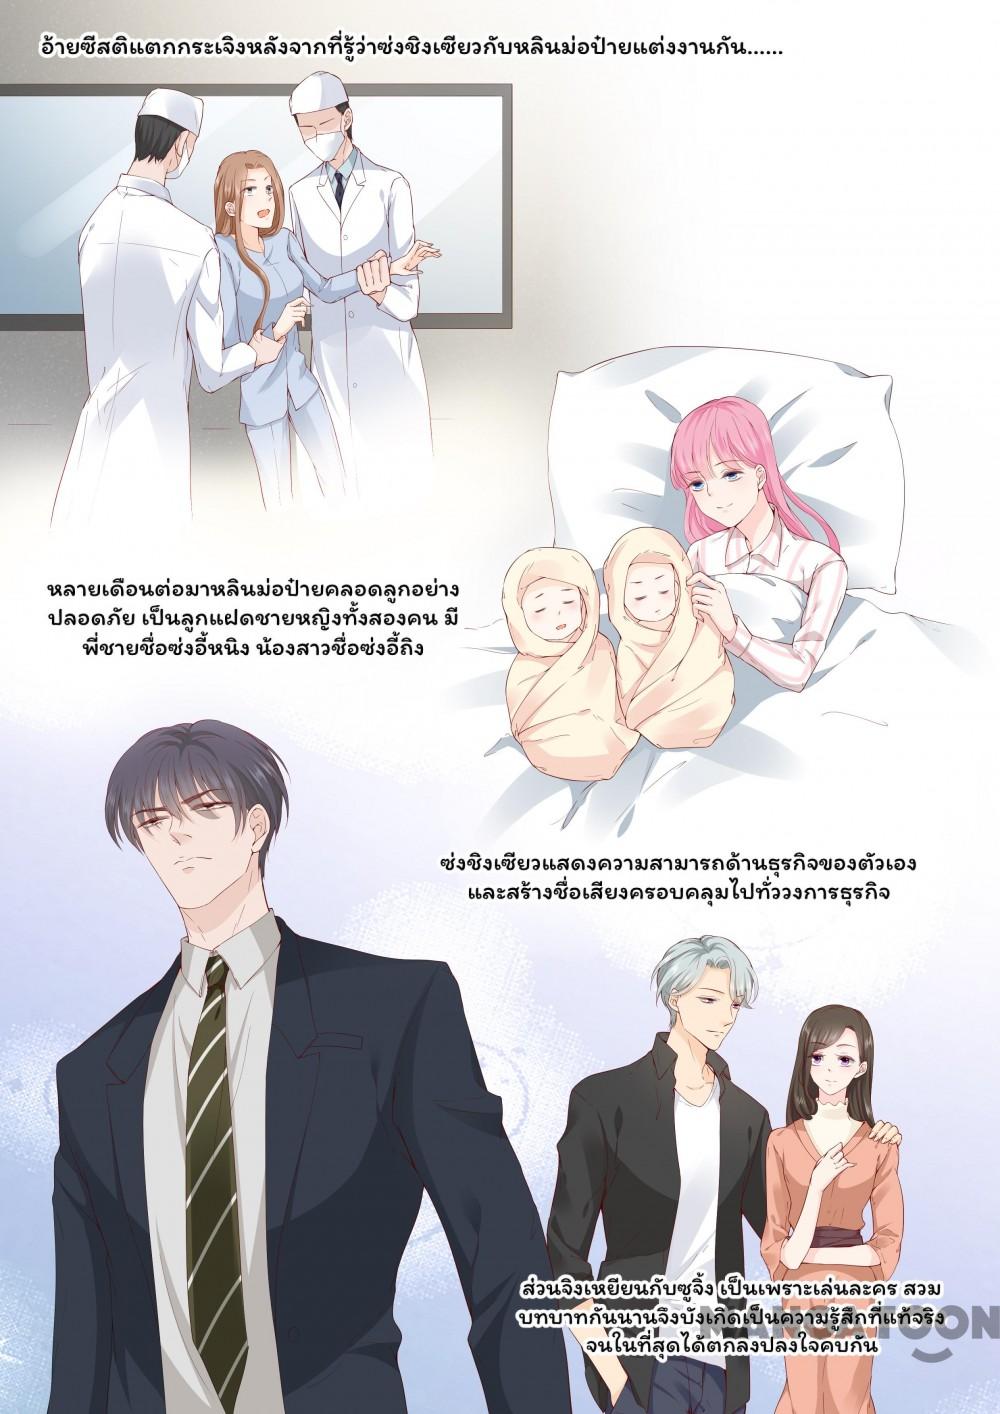 อ้ายซีสติแตกกระเจิงหลังจากที่รู้ว่าซ่งชิงเซียวกับหลินม่อป๋ายแต่งงานกัน......
หลายเดือนต่อมาหลินม่อป๋ายคลอดลูกอย่าง
ปลอดภัย เป็นลูกแฝดชายหญิงทั้งสองคน มี
พี่ชายชื่อซ่งอี้หนิง น้องสาวชื่อซ่งอี้ถิง
ซ่งชิงเซียวแสดงความสามารถด้านธุรกิจของตัวเอง
และสร้างชื่อเสียงครอบคลุมไปทั่ววงการธุรกิจ
ส่วนจิงเหยียนกับซูจิ้ง เป็นเพราะเล่นละคร สวม
บทบาทกันนานจึงบังเกิดเป็นความรู้สึกที่แท้จริง
จนในที่สุดได้ตกลงปลงใจคบกัน
MANGATOON